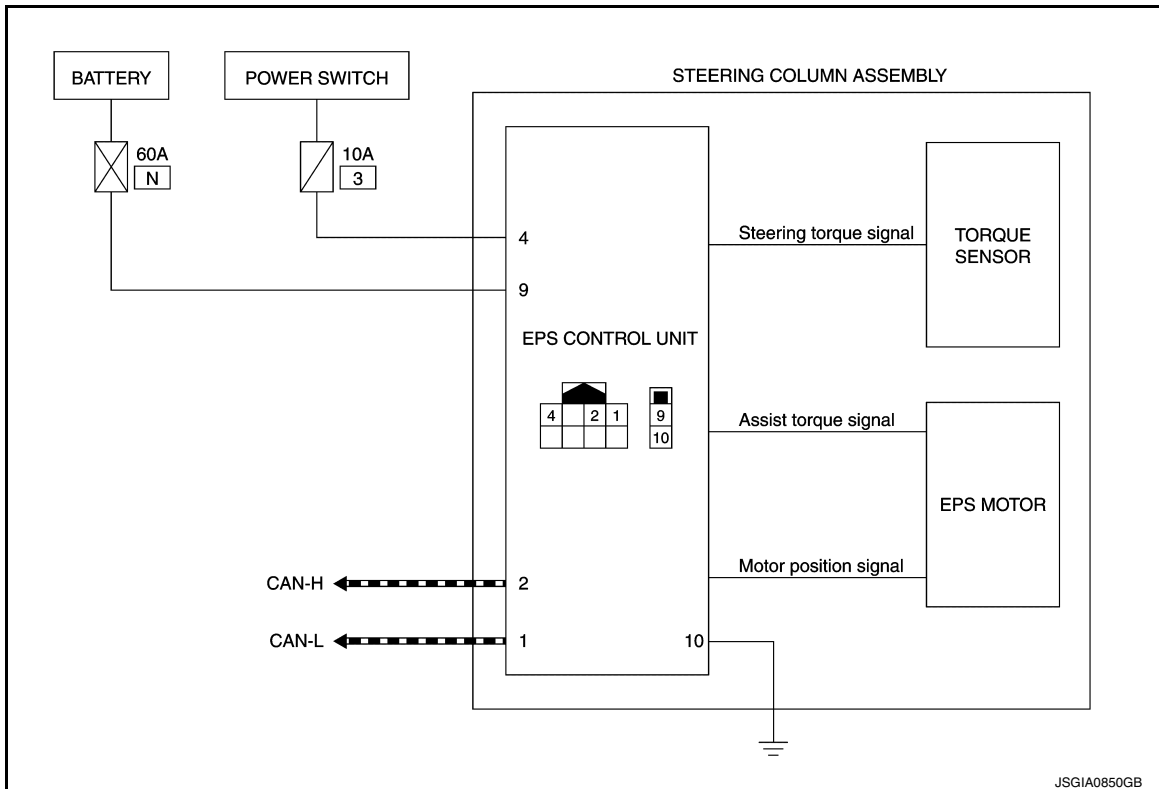 BATTERY
POWER SWITCH
STEERING COLUMN ASSEMBLY
60A
N
10A
3
4
Steering torque signal
TORQUE
SENSOR
9
EPS CONTROL UNIT
4 2 1
9
10
Assist torque signal
EPS MOTOR
Motor position signal
CAN-H
2
CAN-L
1
10
JSGIA0850GB